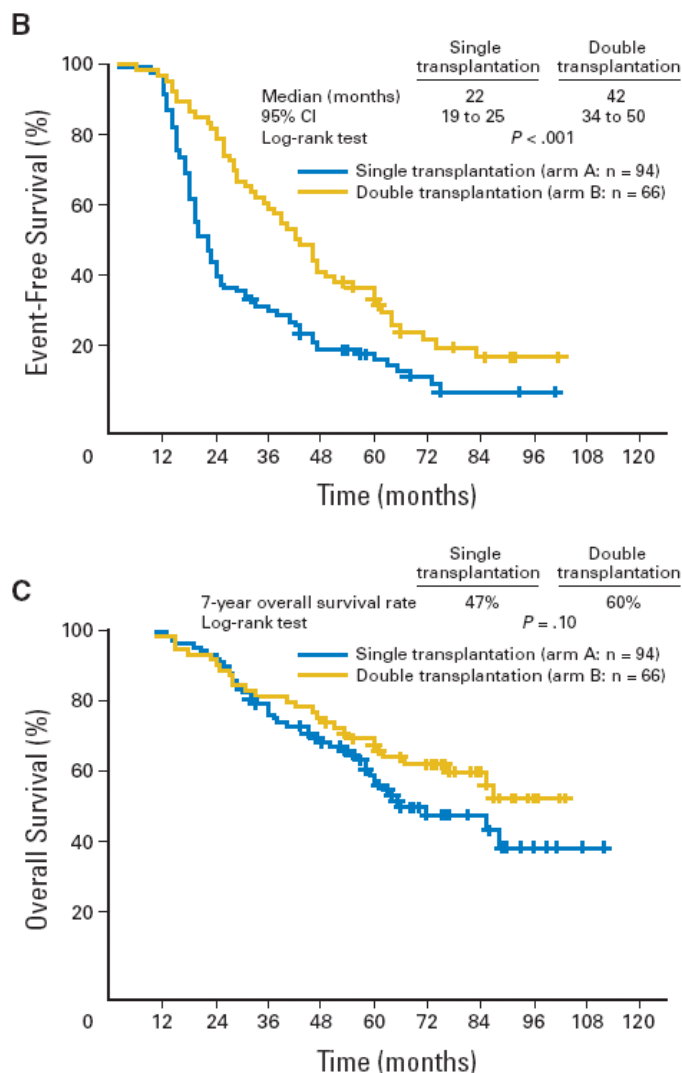 B
Single Double
transplantation transplantation
Median (months) 22 42
95% CI 19 to 25 34 to 50
Log-rank test P < .001
Single transplantation (arm A: n = 94)
Double transplantation (arm B: n = 66)
Event-Free Survival (%)
100
80
60
40
20
0 12 24 36 48 60 72 84 96 108 120
Time (months)
C
Single Double
transplantation transplantation
7-year overall survival rate 47% 60%
Log-rank test P = .10
Single transplantation (arm A: n = 94)
Double transplantation (arm B: n = 66)
Overall Survival (%)
100
80
60
40
20
0 12 24 36 48 60 72 84 96 108 120
Time (months)